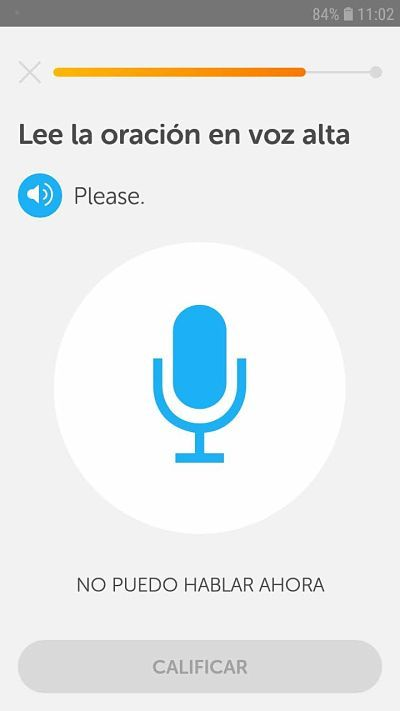 84% 11:02
Lee la oración en voz alta
Please.
NO PUEDO HABLAR AHORA
CALIFICAR